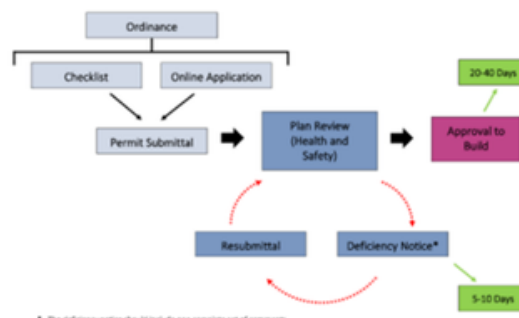 Ordinance
20-40 Days
Checklist
Online Application
Plan Review
(Health and
Safety)
Approval to
Build
Permit Submittal
Resubmittal
Deficiency Notice*
5-10 Days